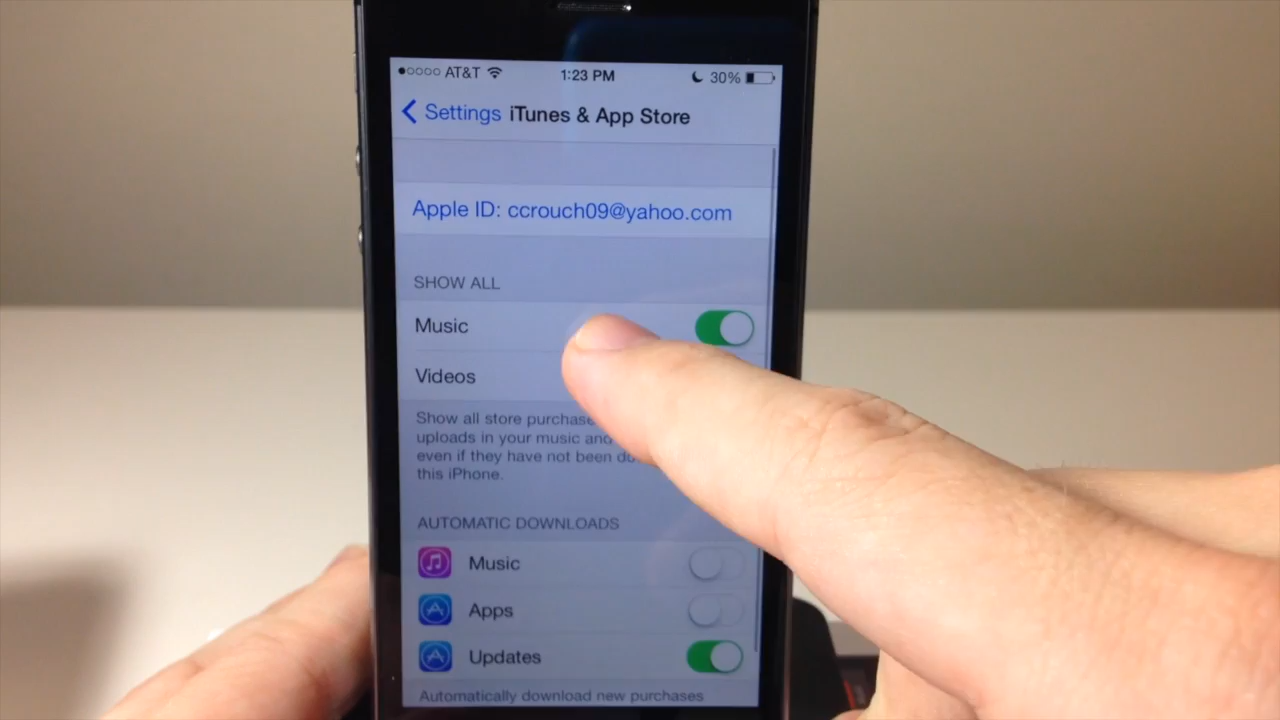 AT&T 1:23 PM 30%
Settings iTunes & App Store
Apple ID: ccrouch09@yahoo.com
SHOW ALL
Music
Videos
Show all store purchase
uploads in your music and
even if they have not been do
this iPhone.
AUTOMATIC DOWNLOADS
Music
Apps
Updates
Automatically download new purchases